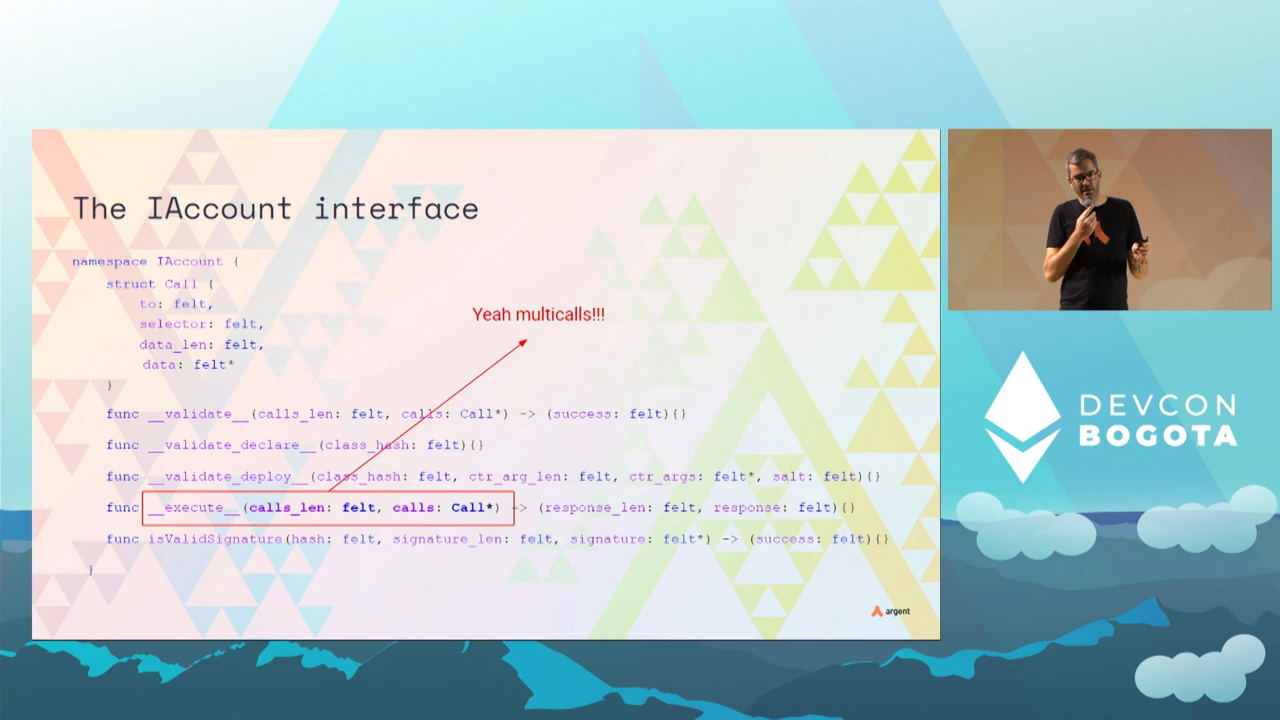 The IAccount interface
namespace IAccount {
struct Call {
to: felt,
selector: felt,
data_len: felt,
data: felt*
}
Yeah multicalls!!!
func __validate__(calls_len: felt, calls: Call*) -> (success: felt){}
func __validate_declare__(class_hash: felt){}
func __validate_deploy__(class_hash: felt, ctr_arg_len: felt, ctr_args: felt*, salt: felt){}
func __execute__(calls_len: felt, calls: Call*) -> (response_len: felt, response: felt){}
func isValidSignature(hash: felt, signature_len: felt, signature: felt*) -> (success: felt){}
}
argent
DEVCON
BOGOTA